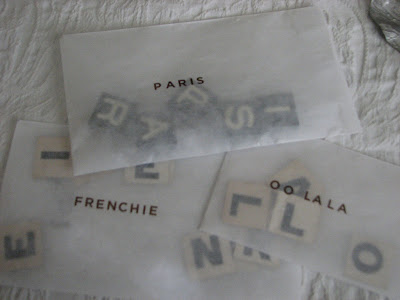 PARIS
R A P I S
FRENCHIE
I E E N N
OO LA LA
A L L O